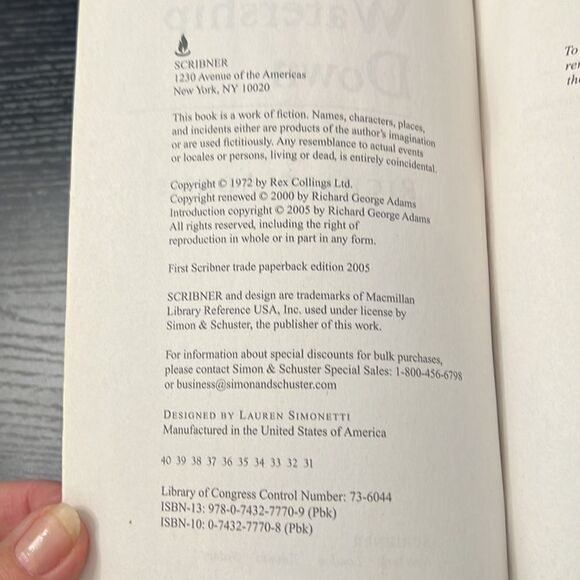 SCRIBNER
1230 Avenue of the Americas
New York, NY 10020
This book is a work of fiction. Names, characters, places,
and incidents either are products of the author's imagination
or are used fictitiously. Any resemblance to actual events
or locales or persons, living or dead, is entirely coincidental.
Copyright © 1972 by Rex Collings Ltd.
Copyright renewed © 2000 by Richard George Adams
Introduction copyright © 2005 by Richard George Adams
All rights reserved, including the right of
reproduction in whole or in part in any form.
First Scribner trade paperback edition 2005
SCRIBNER and design are trademarks of Macmillan
Library Reference USA, Inc. used under license by
Simon & Schuster, the publisher of this work.
For information about special discounts for bulk purchases,
please contact Simon & Schuster Special Sales: 1-800-456-6798
or business@simonandschuster.com
DESIGNED BY LAUREN SIMONETTI
Manufactured in the United States of America
40 39 38 37 36 35 34 33 32 31
Library of Congress Control Number: 73-6044
ISBN-13: 978-0-7432-7770-9 (Pbk)
ISBN-10: 0-7432-7770-8 (Pbk)
To